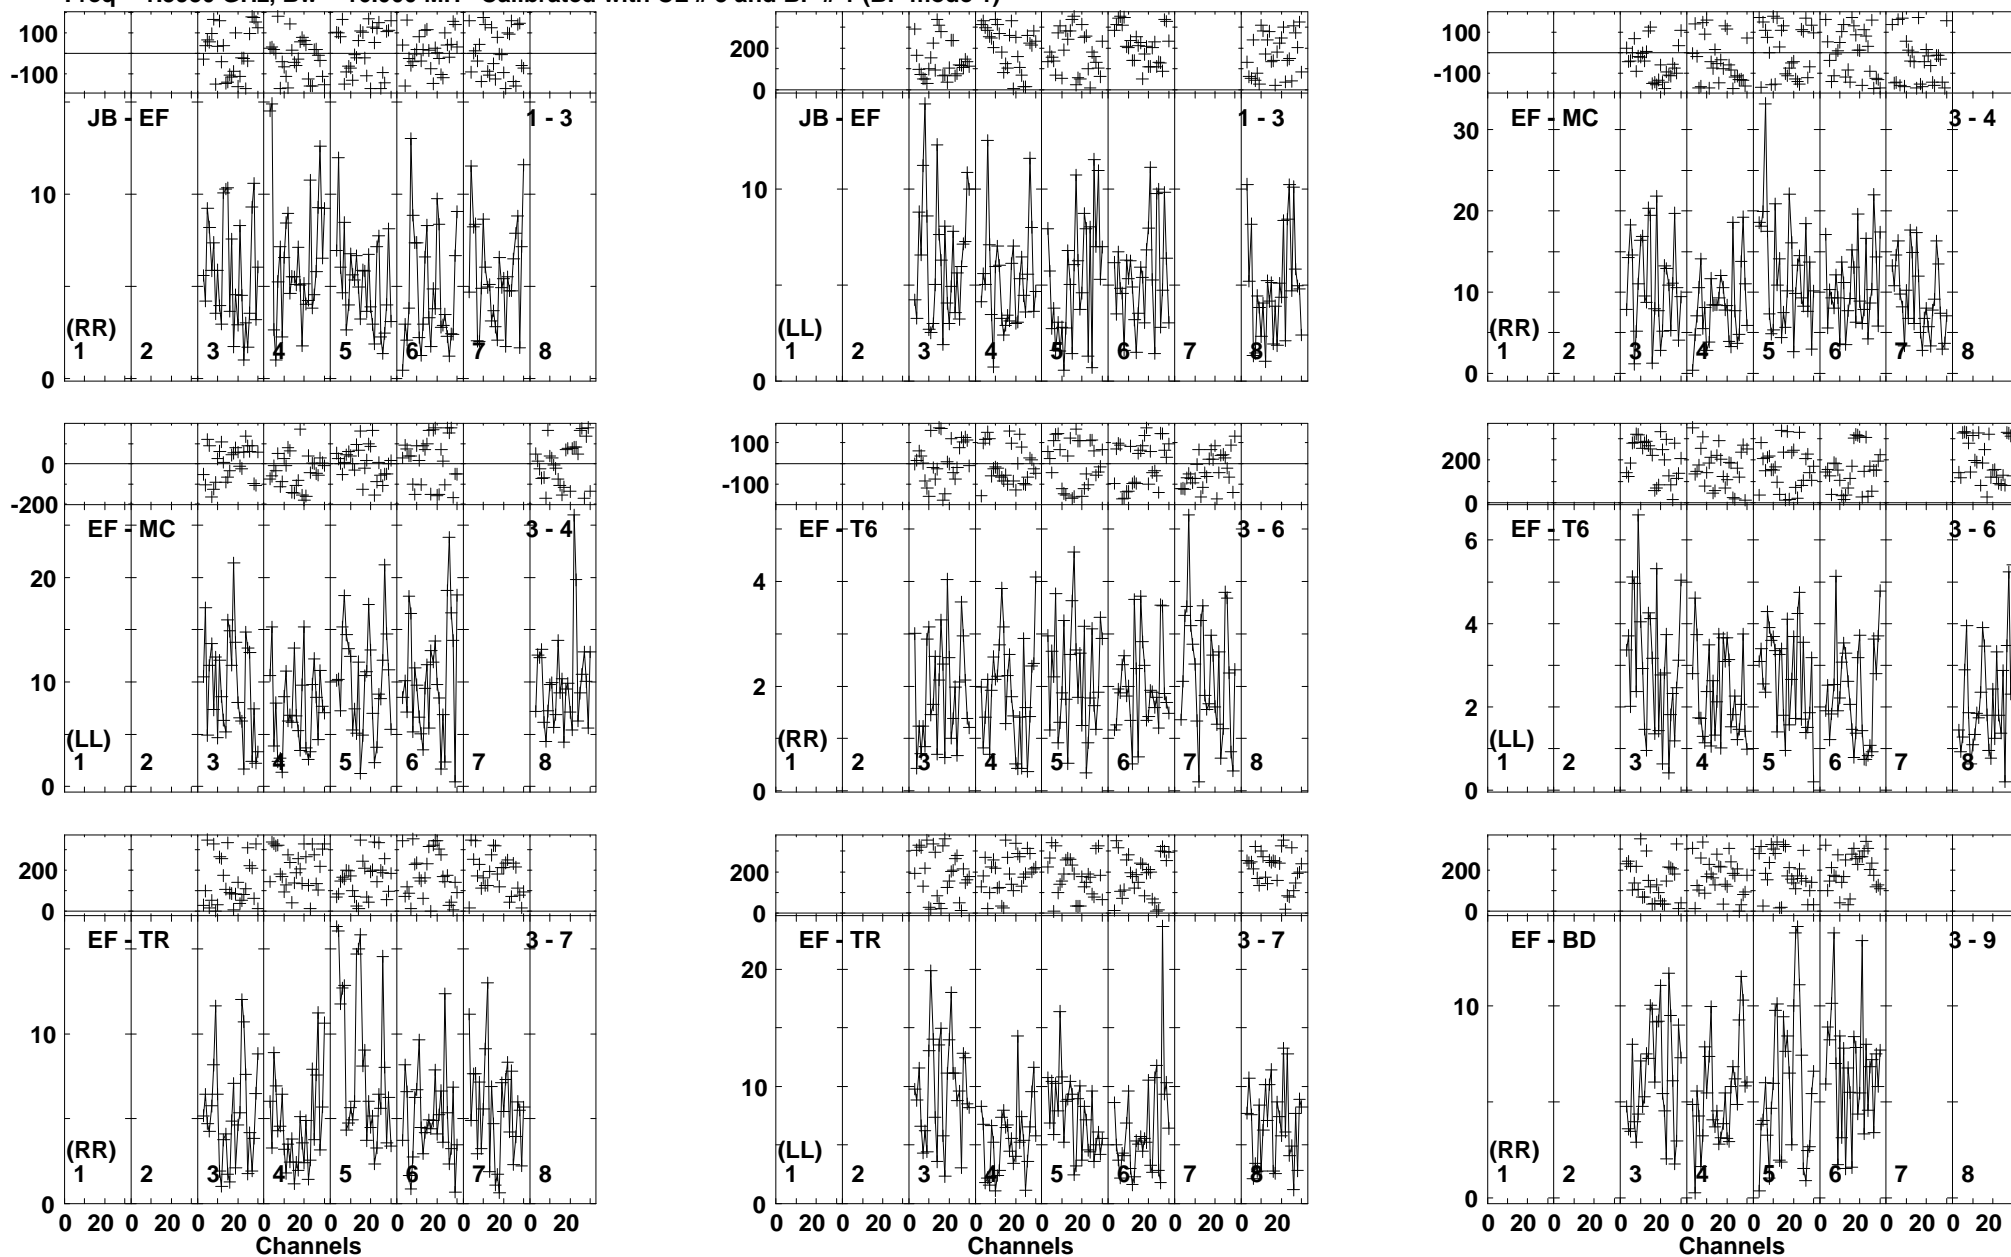 100 -100 200 0 100 -100
JB - EF 1 - 3 JB - EF 1 - 3 EF - MC 3 - 4
10 0 (RR) 1 2 3 4 5 6 7 8
10 0 (LL) 1 2 3 4 5 6 7 8
30 20 10 0 (RR) 1 2 3 4 5 6 7 8
0 -200 100 -100 200 0
EF - MC 3 - 4 EF - T6 3 - 6 EF - T6 3 - 6
20 10 0 (LL) 1 2 3 4 5 6 7 8
4 2 0 (RR) 1 2 3 4 5 6 7 8
6 4 2 0 (LL) 1 2 3 4 5 6 7 8
200 0 200 0 200 0
EF - TR 3 - 7 EF - TR 3 - 7 EF - BD 3 - 9
10 0 (RR) 1 2 3 4 5 6 7 8
20 10 0 (LL) 1 2 3 4 5 6 7 8
10 0 (RR) 1 2 3 4 5 6 7 8
0 20 0 20 0 20 0 20 0 20 0 20 0 20 0 20
0 20 0 20 0 20 0 20 0 20 0 20 0 20 0 20
0 20 0 20 0 20 0 20 0 20 0 20 0 20 0 20
Channels Channels Channels